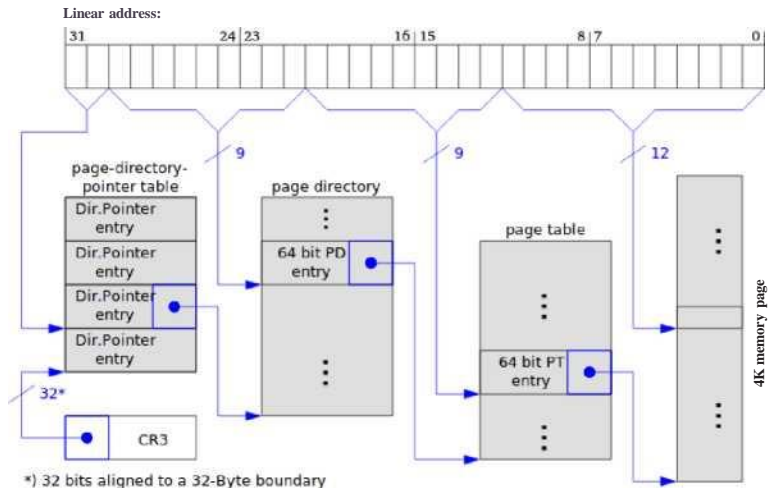 Linear address:
31 24 23 16 15 8 7 0
9 9 12
page-directory-
pointer table
Dir.Pointer
entry
Dir.Pointer
entry
Dir.Pointer
entry
Dir.Pointer
entry
32*
CR3
page directory
64 bit PD
entry
page table
64 bit PT
entry
4K memory page
*) 32 bits aligned to a 32-Byte boundary